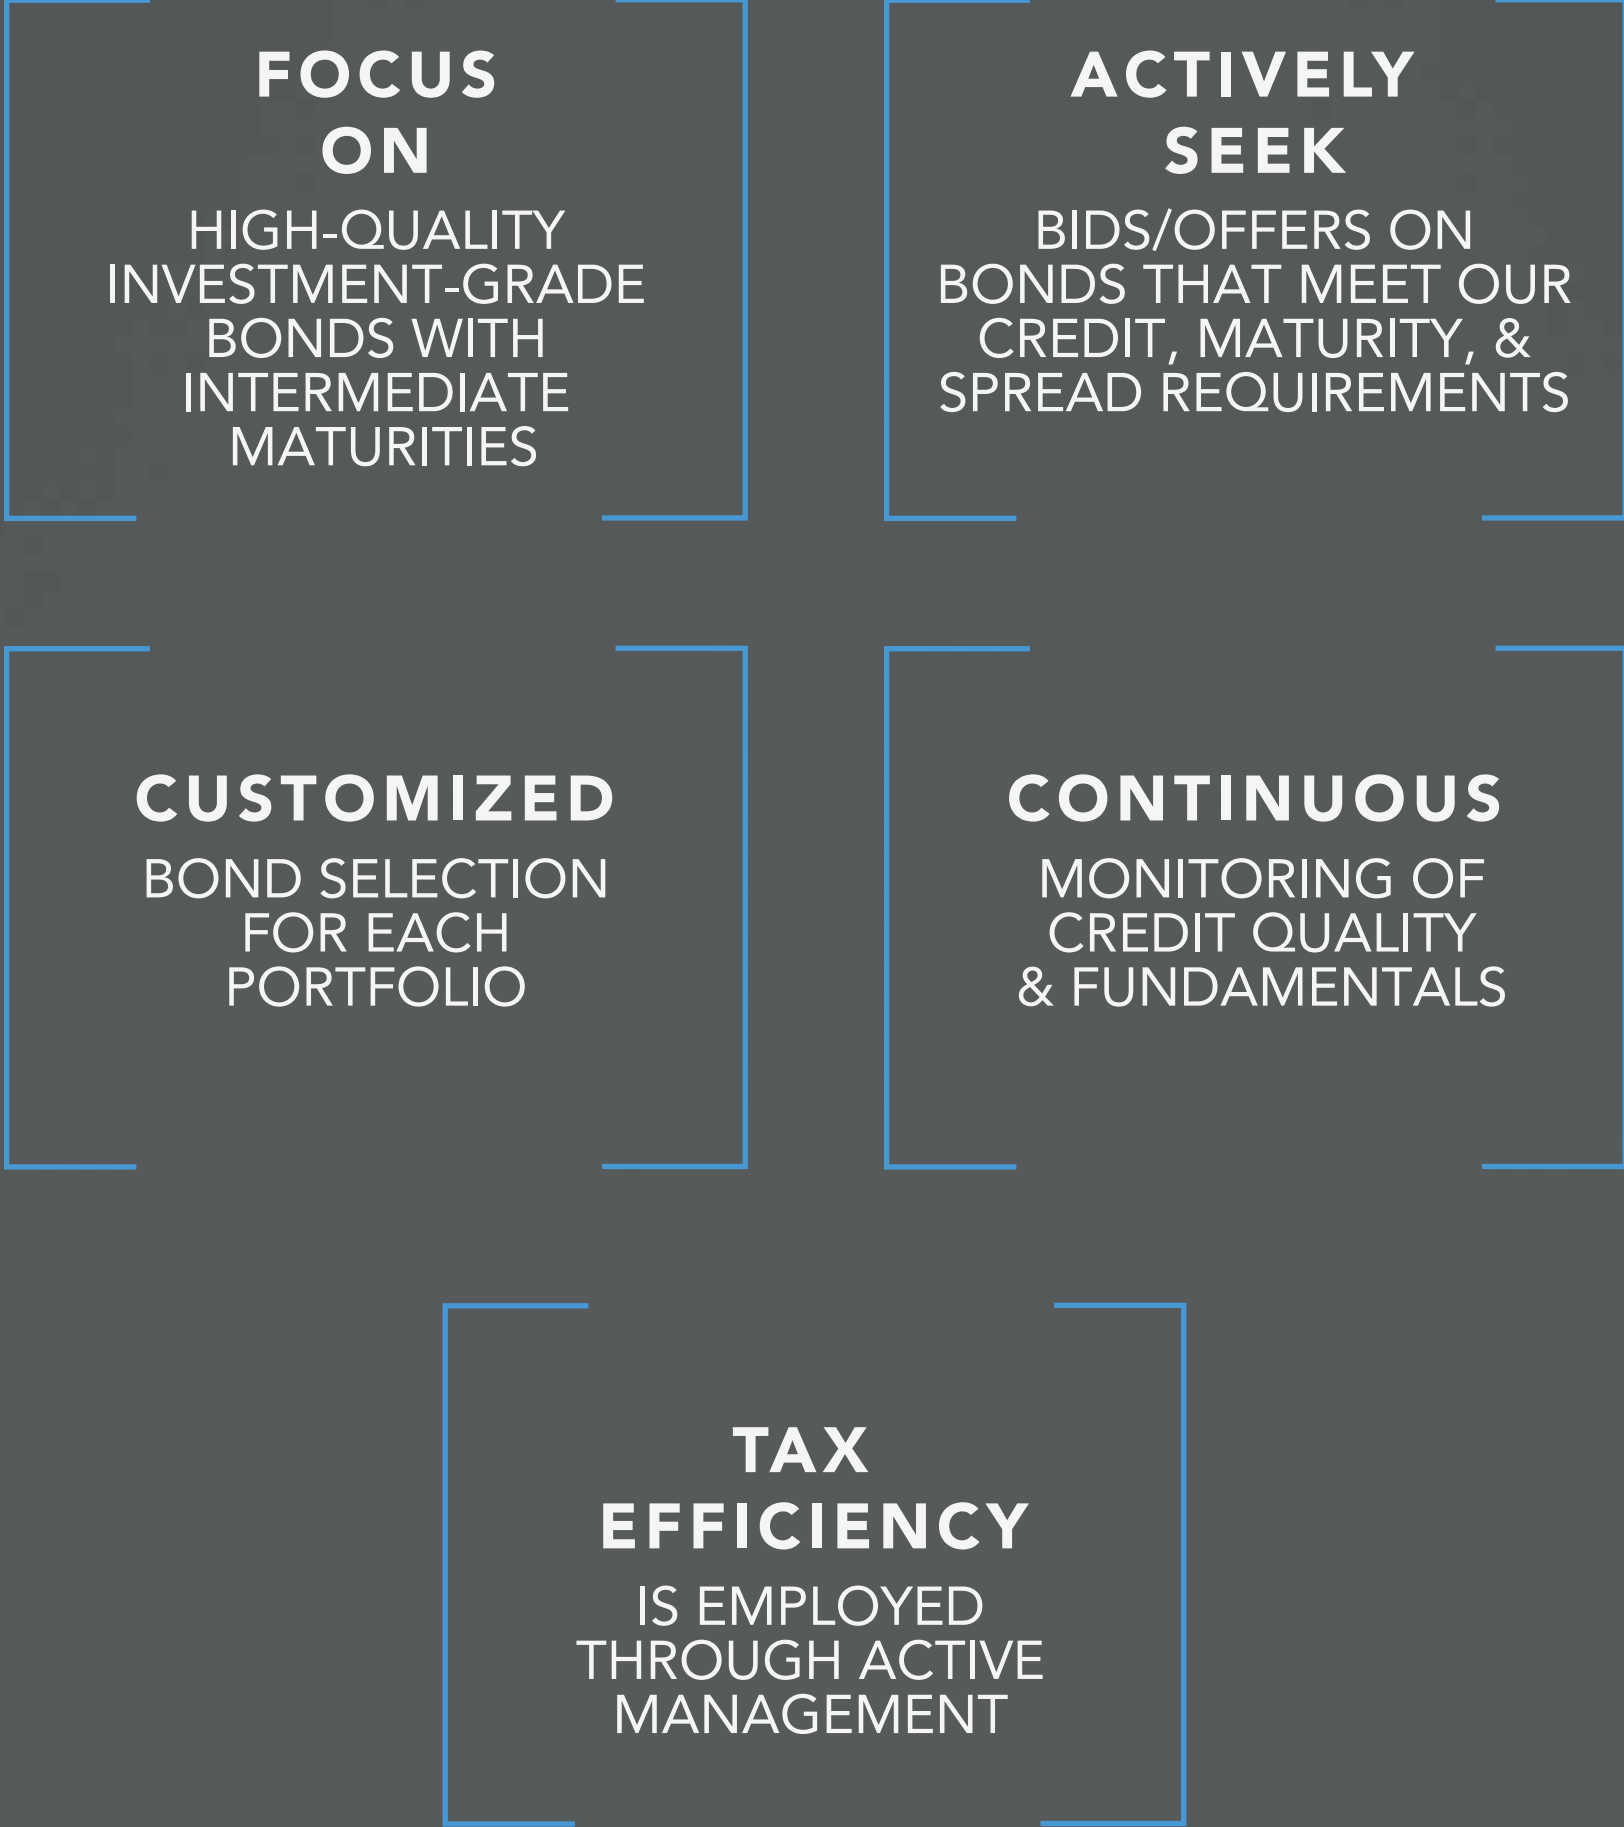 FOCUS
ON
HIGH-QUALITY
INVESTMENT-GRADE
BONDS WITH
INTERMEDIATE
MATURITIES
ACTIVELY
SEEK
BIDS/OFFERS ON
BONDS THAT MEET OUR
CREDIT, MATURITY, &
SPREAD REQUIREMENTS
CUSTOMIZED
BOND SELECTION
FOR EACH
PORTFOLIO
CONTINUOUS
MONITORING OF
CREDIT QUALITY
& FUNDAMENTALS
TAX
EFFICIENCY
IS EMPLOYED
THROUGH ACTIVE
MANAGEMENT